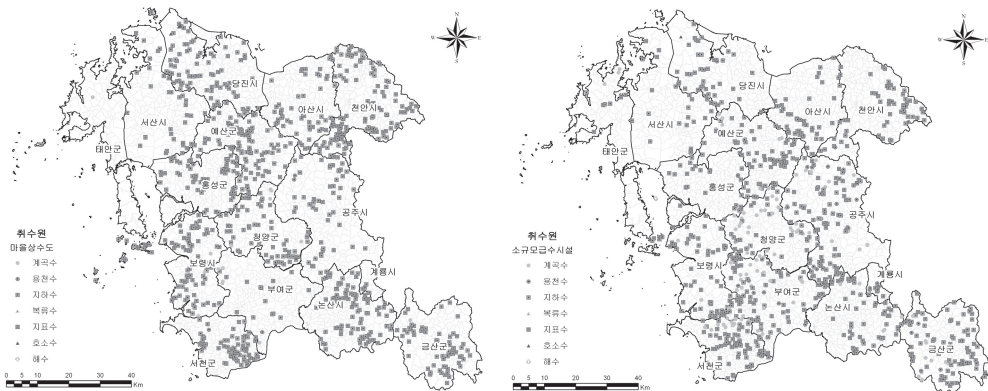 N
W E
S
당진시
아산시
천안시
서산시
예산군
태안군
홍성군
공주시
청양군
보령시
계룡시
부여군
논산시
금산군
서천군
취수원
마을상수도
계곡수
용천수
지하수
복류수
지표수
호소수
해수
0 5 10 20 30 40
Km
N
W E
S
당진시
아산시
천안시
서산시
예산군
태안군
홍성군
공주시
청양군
보령시
계룡시
부여군
논산시
금산군
서천군
취수원
소규모급수시설
계곡수
용천수
지하수
복류수
지표수
호소수
해수
0 5 10 20 30 40
Km